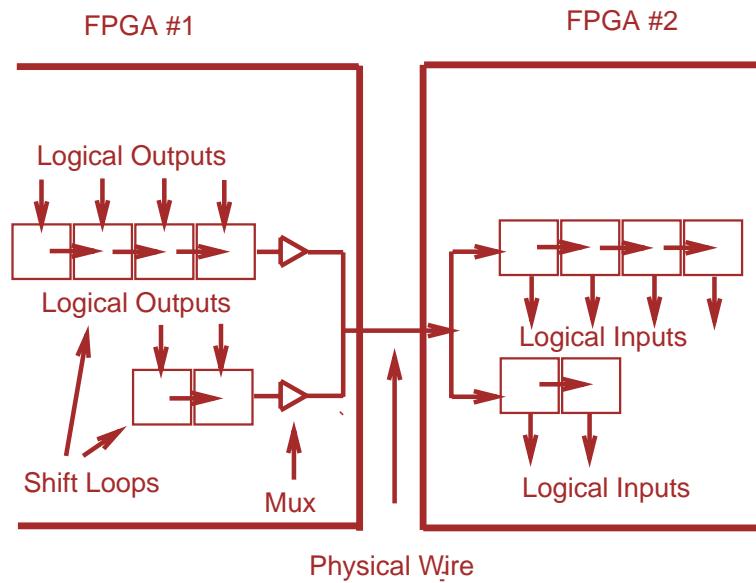 FPGA #1
FPGA #2
Logical Outputs
Logical Outputs
Logical Inputs
Shift Loops
Mux
Logical Inputs
Physical Wire